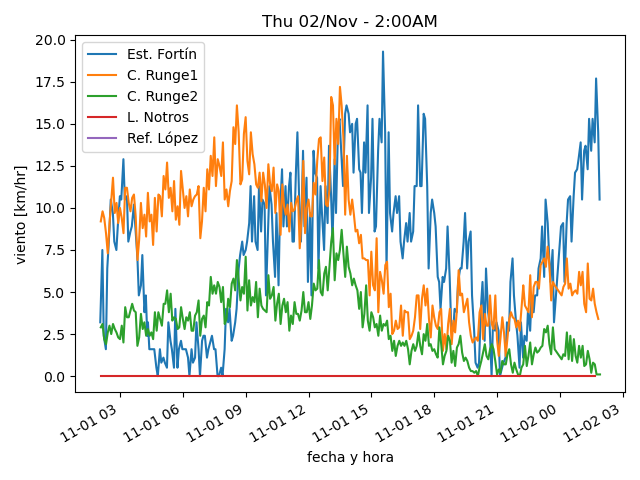 Thu 02/Nov - 2:00AM
20.0
17.5
15.0
12.5
10.0
7.5
5.0
2.5
0.0
viento [km/hr]
Est. Fortín
C. Runge1
C. Runge2
L. Notros
Ref. López
11-01 03
11-01 06
11-01 09
11-01 12
11-01 15
11-01 18
11-01 21
11-02 00
11-02 03
fecha y hora